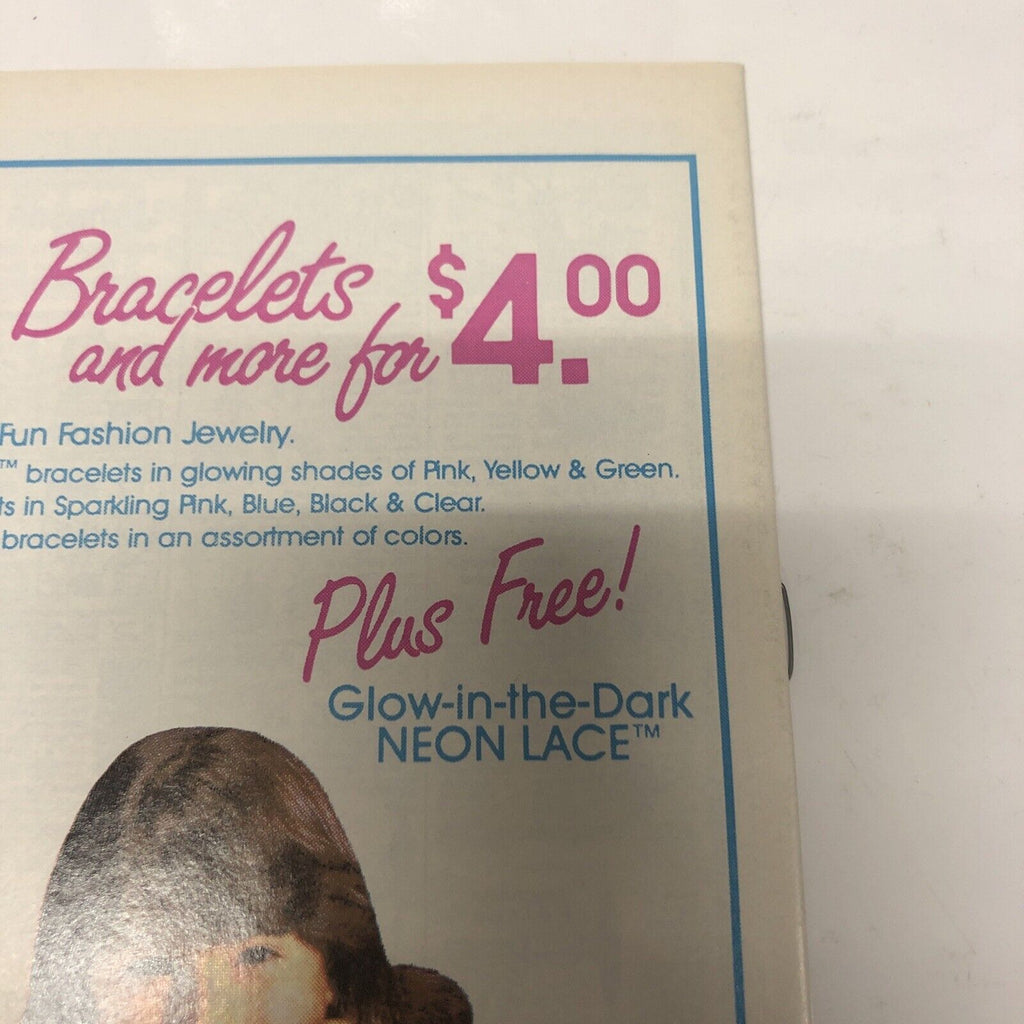 Bracelets
and more for $4.00
Fun Fashion Jewelry.
™ bracelets in glowing shades of Pink, Yellow & Green.
ts in Sparkling Pink, Blue, Black & Clear.
bracelets in an assortment of colors.
Plus Free!
Glow-in-the-Dark
NEON LACE™